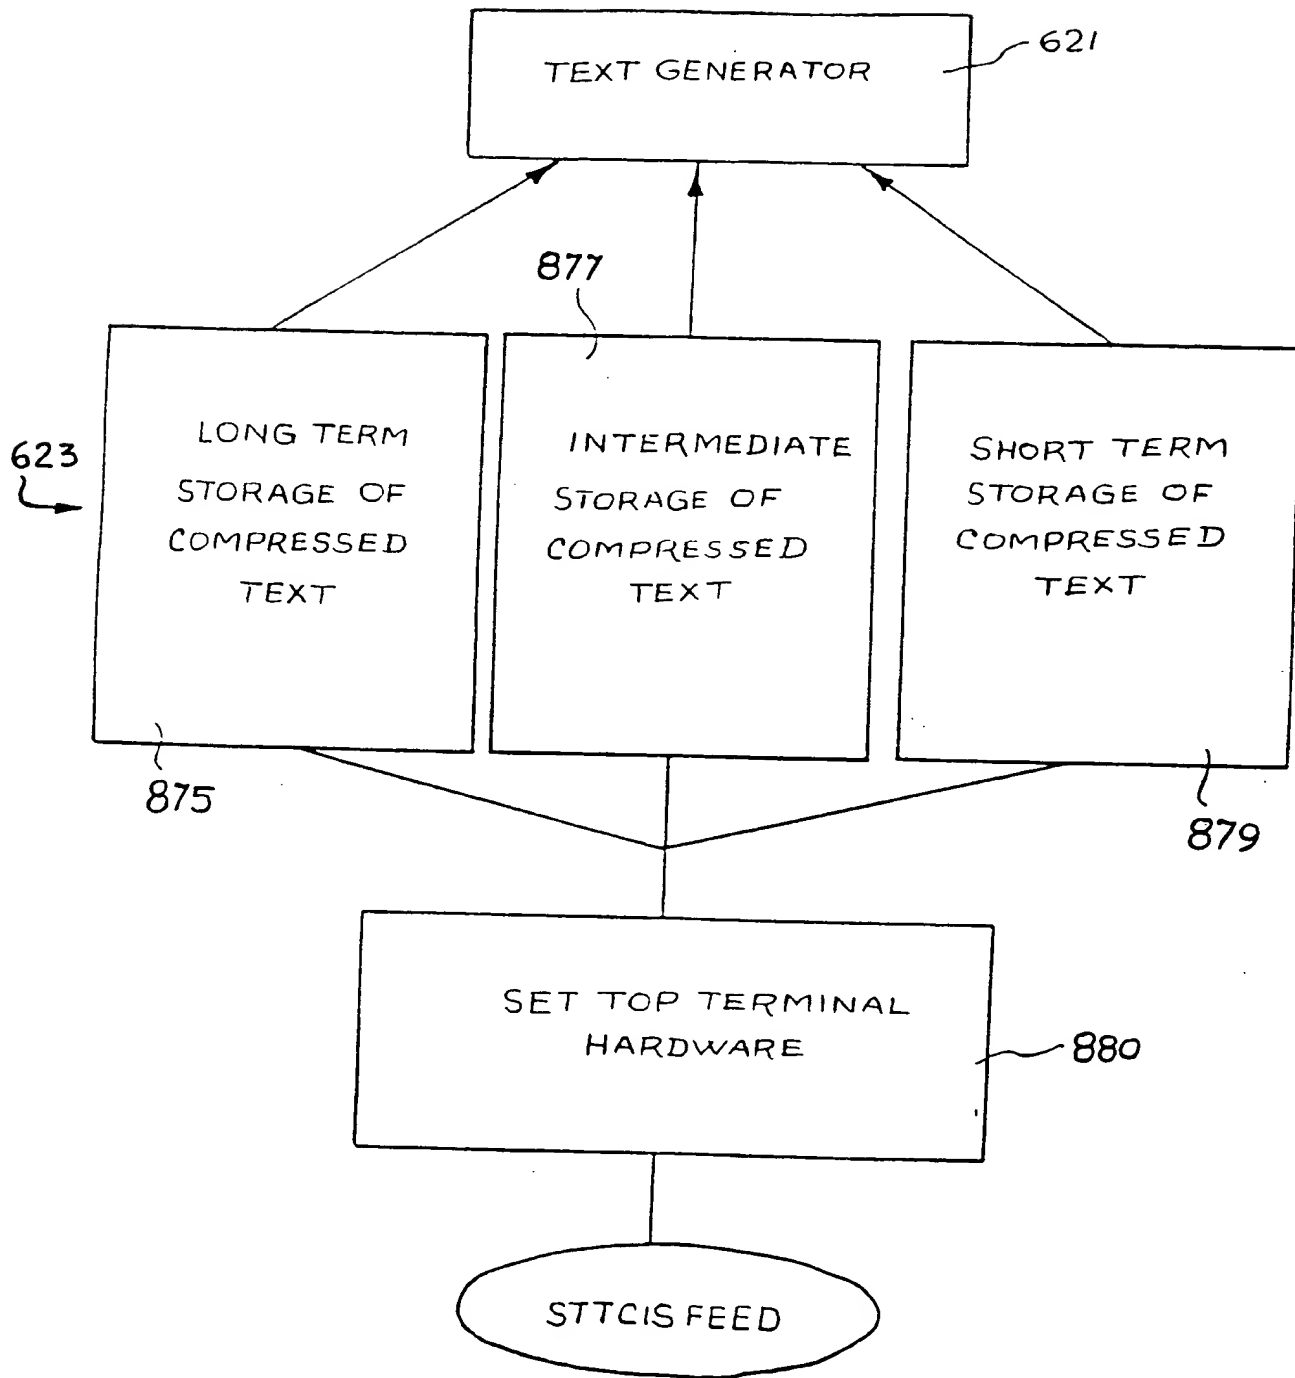 TEXT GENERATOR
621
877
623
LONG TERM
STORAGE OF
COMPRESSED
TEXT
INTERMEDIATE
STORAGE OF
COMPRESSED
TEXT
SHORT TERM
STORAGE OF
COMPRESSED
TEXT
875
879
SET TOP TERMINAL
HARDWARE
880
STTCIS FEED